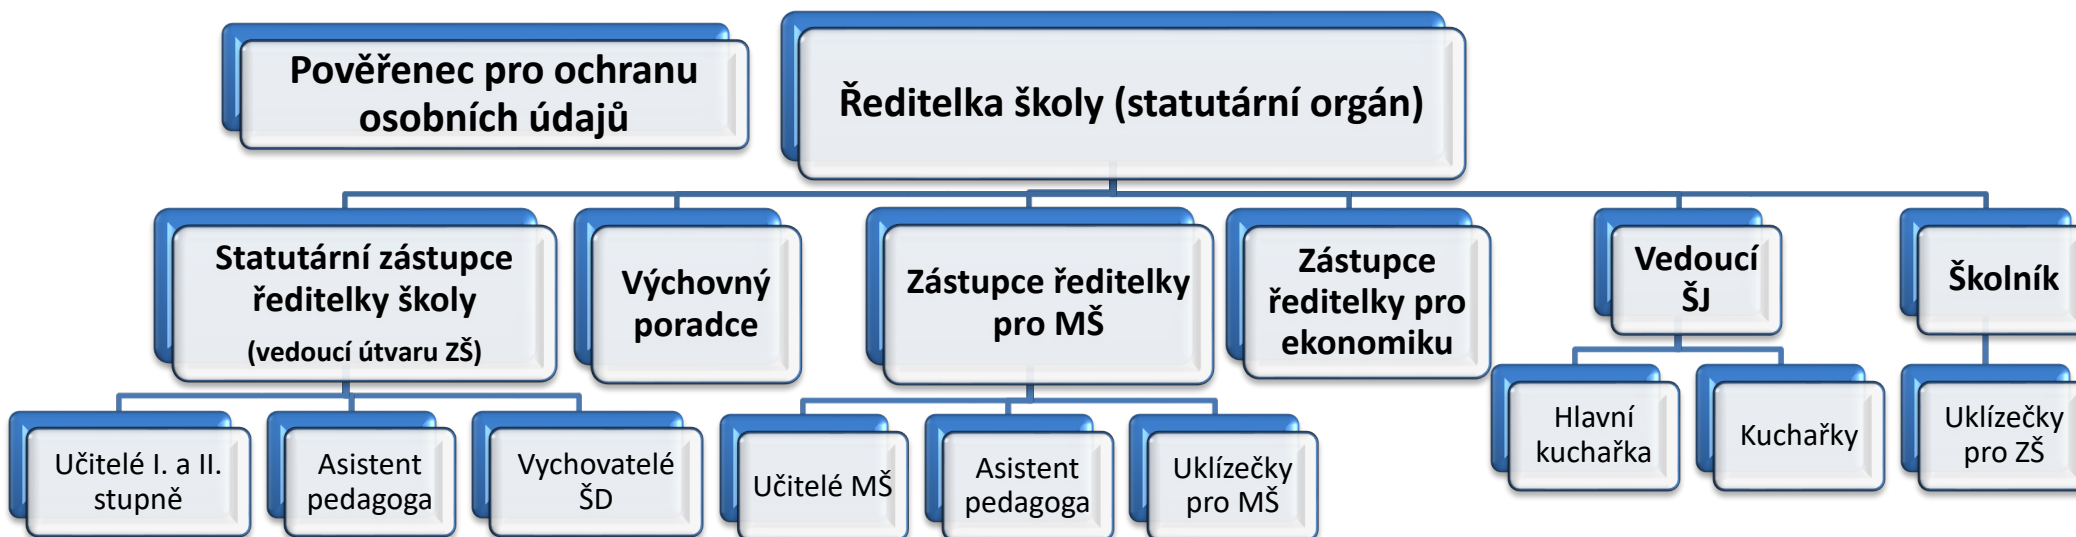 Pověřenec pro ochranu
osobních údajů
Ředitelka školy (statutární orgán)
Statutární zástupce
ředitelky školy
(vedoucí útvaru ZŠ)
Výchovný
poradce
Zástupce ředitelky
pro MŠ
Zástupce
ředitelky pro
ekonomiku
Vedoucí
ŠJ
Školník
Učitelé I. a II.
stupně
Asistent
pedagoga
Vychovatelé
ŠD
Učitelé MŠ
Asistent
pedagoga
Uklízečky
pro MŠ
Hlavní
kuchařka
Kuchařky
Uklízečky
pro ZŠ